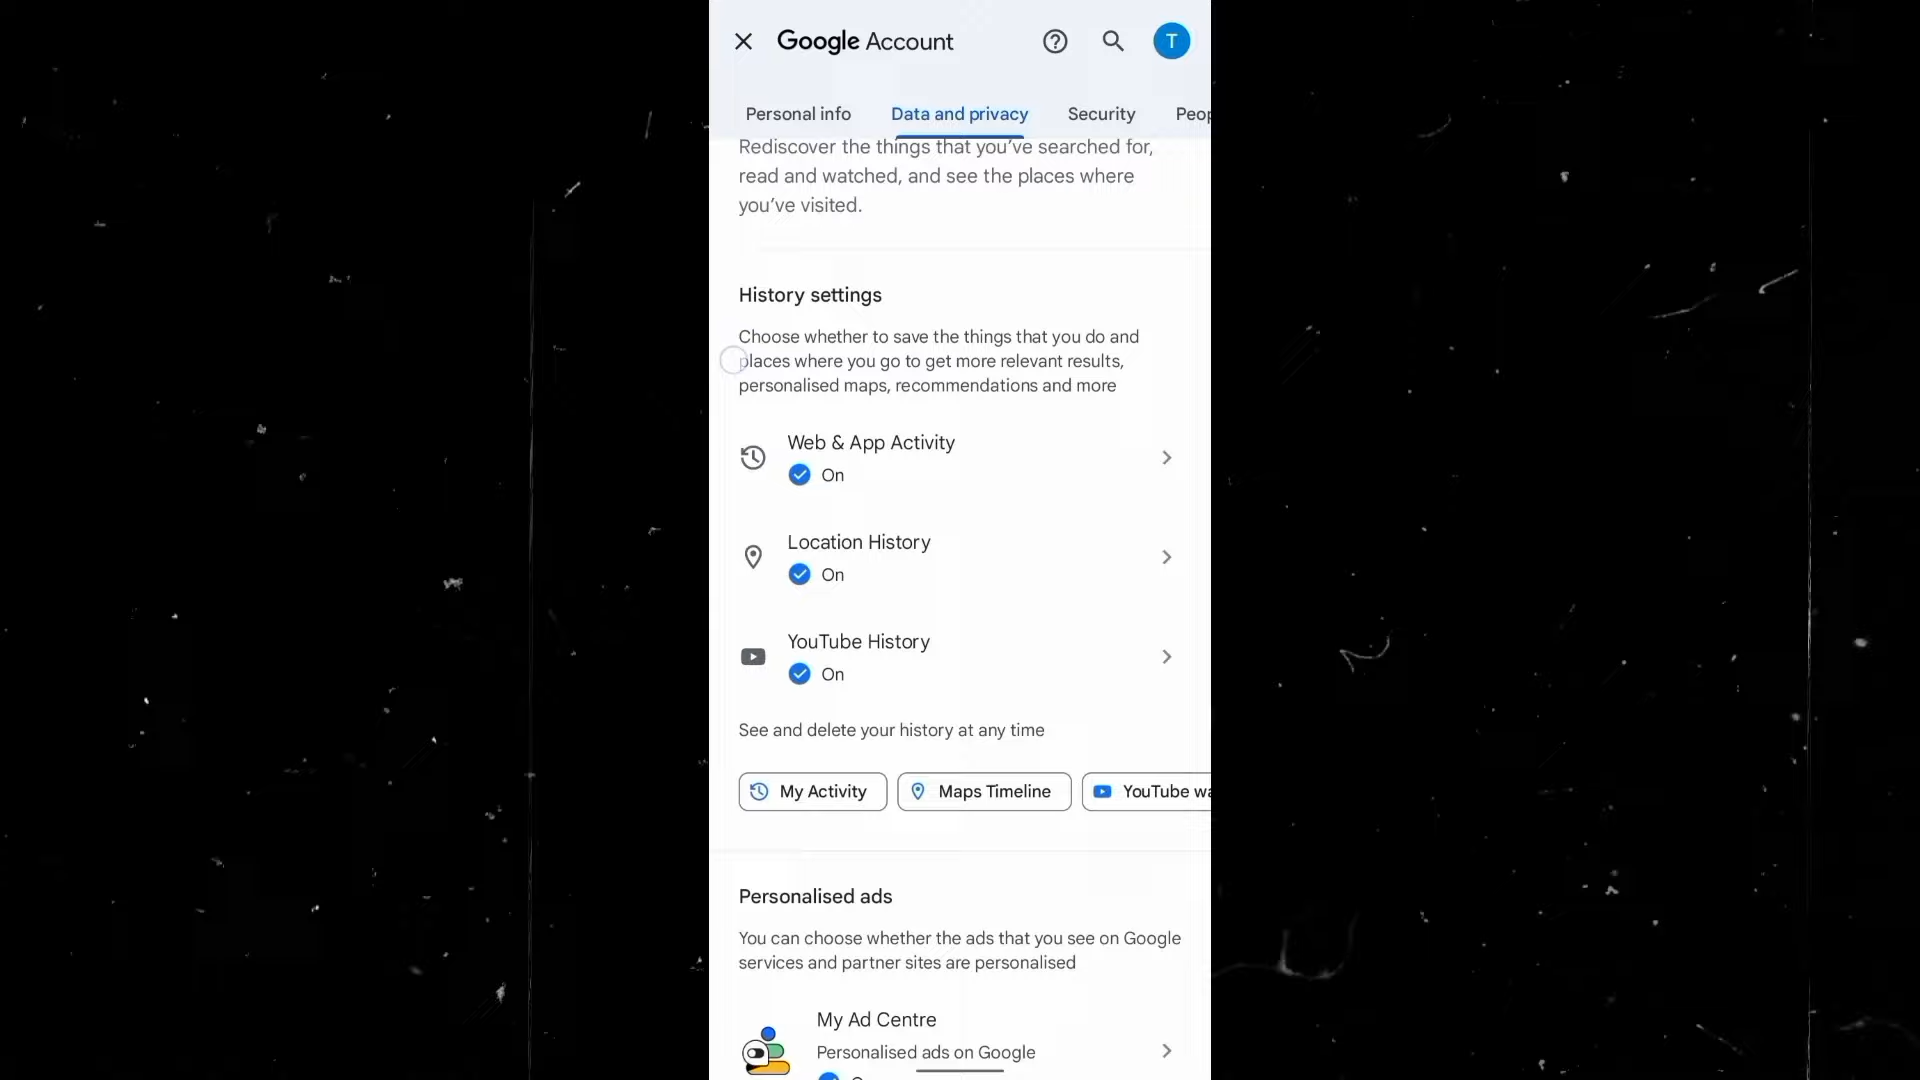 Google Account
T
Personal info
Data and privacy
Security
Peop
Rediscover the things that you’ve searched for,
read and watched, and see the places where
you’ve visited.
History settings
Choose whether to save the things that you do and
places where you go to get more relevant results,
personalised maps, recommendations and more
Web & App Activity
On
Location History
On
YouTube History
On
See and delete your history at any time
My Activity
Maps Timeline
YouTube wa
Personalised ads
You can choose whether the ads that you see on Google
services and partner sites are personalised
My Ad Centre
Personalised ads on Google